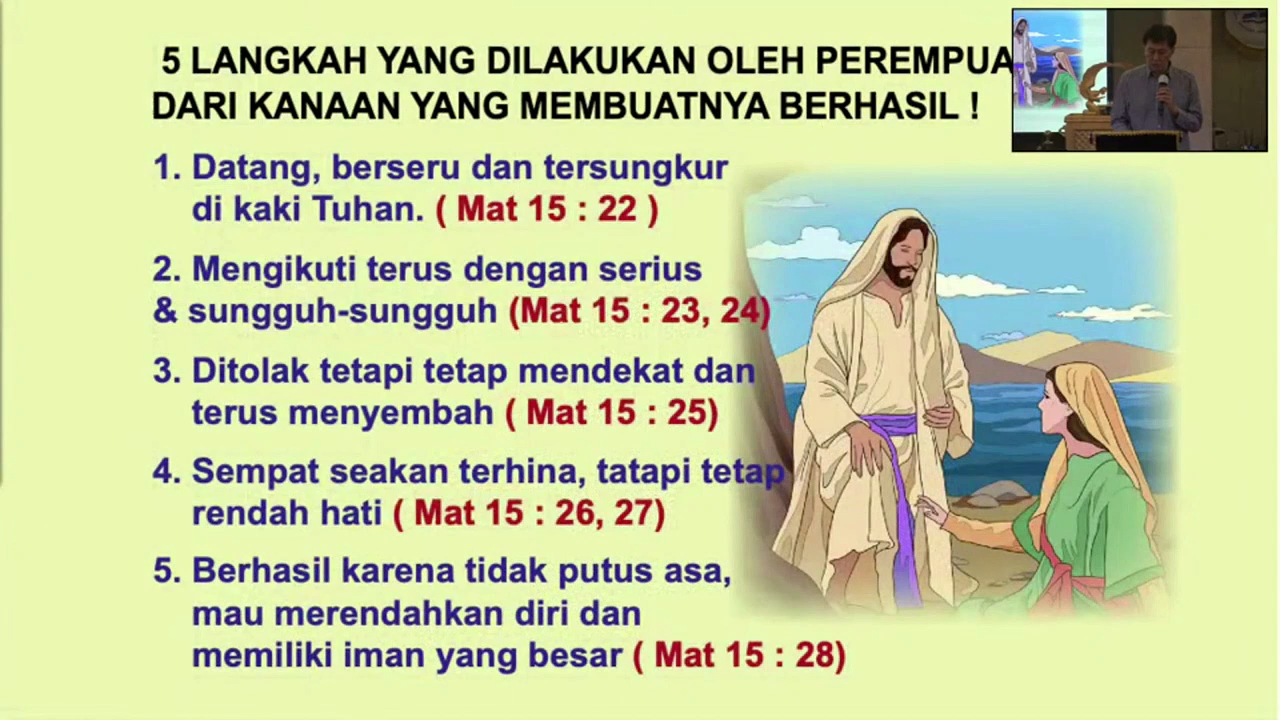 5 LANGKAH YANG DILAKUKAN OLEH PEREMPUA
DARI KANAAN YANG MEMBUATNYA BERHASIL !
1. Datang, berseru dan tersungkur
di kaki Tuhan. ( Mat 15 : 22 )
2. Mengikuti terus dengan serius
& sungguh-sungguh (Mat 15 : 23, 24)
3. Ditolak tetapi tetap mendekat dan
terus menyembah ( Mat 15 : 25)
4. Sempat seakan terhina, tatapi tetap
rendah hati ( Mat 15 : 26, 27)
5. Berhasil karena tidak putus asa,
mau merendahkan diri dan
memiliki iman yang besar ( Mat 15 : 28)